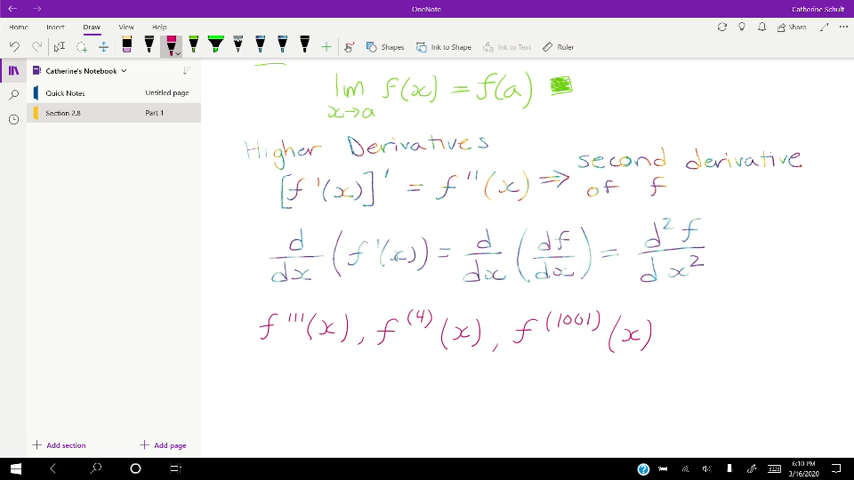 OneNote
Catherine Schult
Home Insert Draw View Help
Share
Shapes Ink to Shape Ink to Text Ruler
Catherine's Notebook
Quick Notes Untitled page
Section 2.8 Part 1
lim f(x) = f(a)
x→a
Higher Derivatives
[f'(x)]' = f''(x) ⇒ second derivative
of f
d/dx (f'(x)) = d/dx (df/dx) = d²f/dx²
f'''(x), f⁽⁴⁾(x), f⁽¹⁰⁰¹⁾(x)
+ Add section + Add page
6:10 PM
3/16/2020